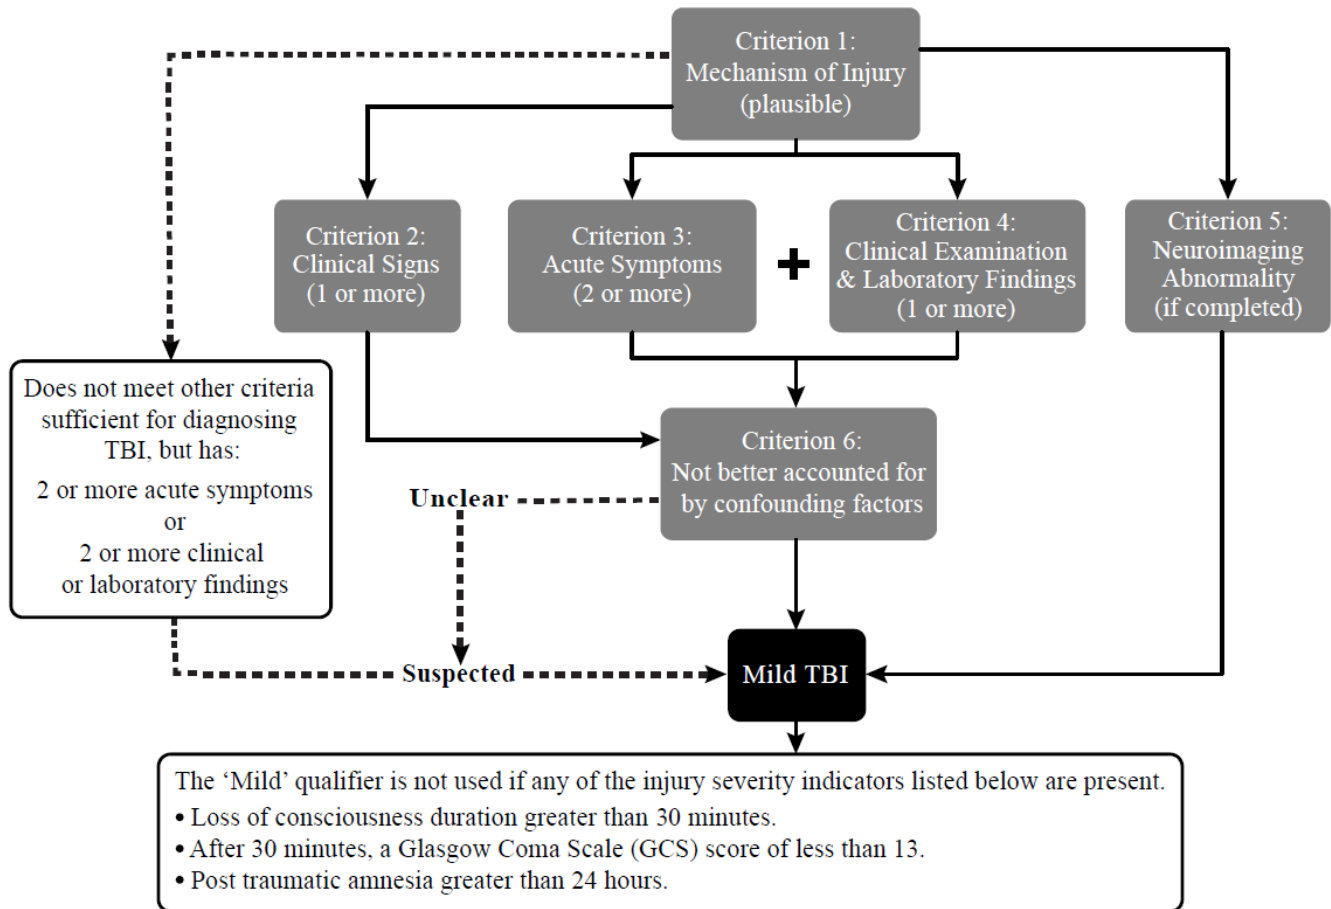 Criterion 1:
Mechanism of Injury
(plausible)
Criterion 2:
Clinical Signs
(1 or more)
Criterion 3:
Acute Symptoms
(2 or more)
+
Criterion 4:
Clinical Examination
& Laboratory Findings
(1 or more)
Criterion 5:
Neuroimaging
Abnormality
(if completed)
Does not meet other criteria
sufficient for diagnosing
TBI, but has:
2 or more acute symptoms
or
2 or more clinical
or laboratory findings
Criterion 6:
Not better accounted for
by confounding factors
Unclear
Suspected
Mild TBI
The ‘Mild’ qualifier is not used if any of the injury severity indicators listed below are present.
• Loss of consciousness duration greater than 30 minutes.
• After 30 minutes, a Glasgow Coma Scale (GCS) score of less than 13.
• Post traumatic amnesia greater than 24 hours.